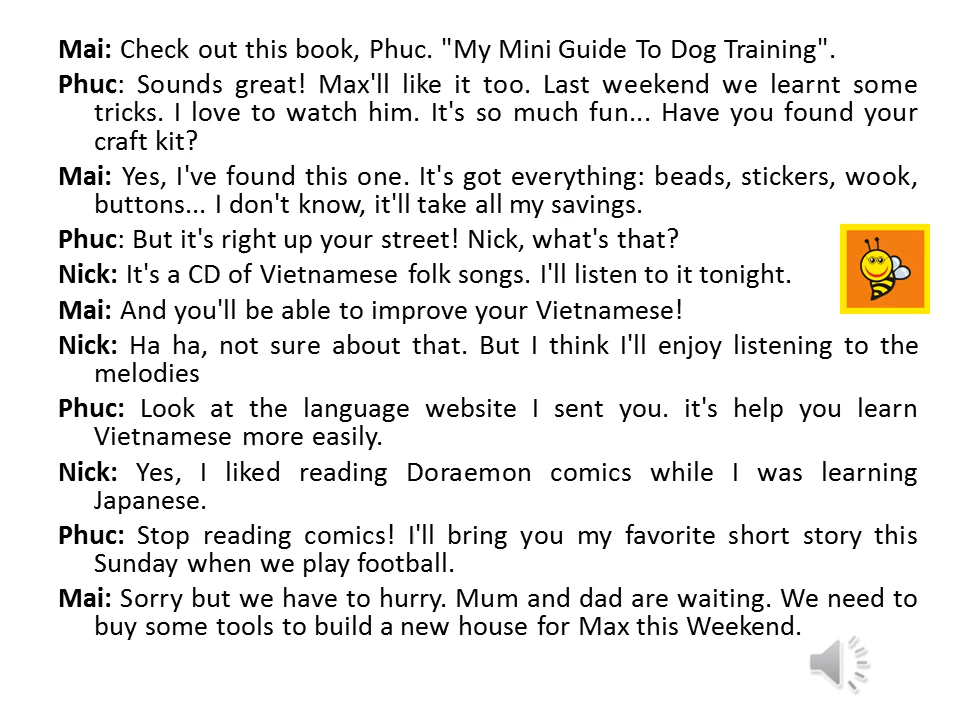 Mai: Check out this book, Phuc. "My Mini Guide To Dog Training".
Phuc: Sounds great! Max'll like it too. Last weekend we learnt some
tricks. I love to watch him. It's so much fun... Have you found your
craft kit?
Mai: Yes, I've found this one. It's got everything: beads, stickers, wook,
buttons... I don't know, it'll take all my savings.
Phuc: But it's right up your street! Nick, what's that?
Nick: It's a CD of Vietnamese folk songs. I'll listen to it tonight.
Mai: And you'll be able to improve your Vietnamese!
Nick: Ha ha, not sure about that. But I think I'll enjoy listening to the
melodies
Phuc: Look at the language website I sent you. it's help you learn
Vietnamese more easily.
Nick: Yes, I liked reading Doraemon comics while I was learning
Japanese.
Phuc: Stop reading comics! I'll bring you my favorite short story this
Sunday when we play football.
Mai: Sorry but we have to hurry. Mum and dad are waiting. We need to
buy some tools to build a new house for Max this Weekend.